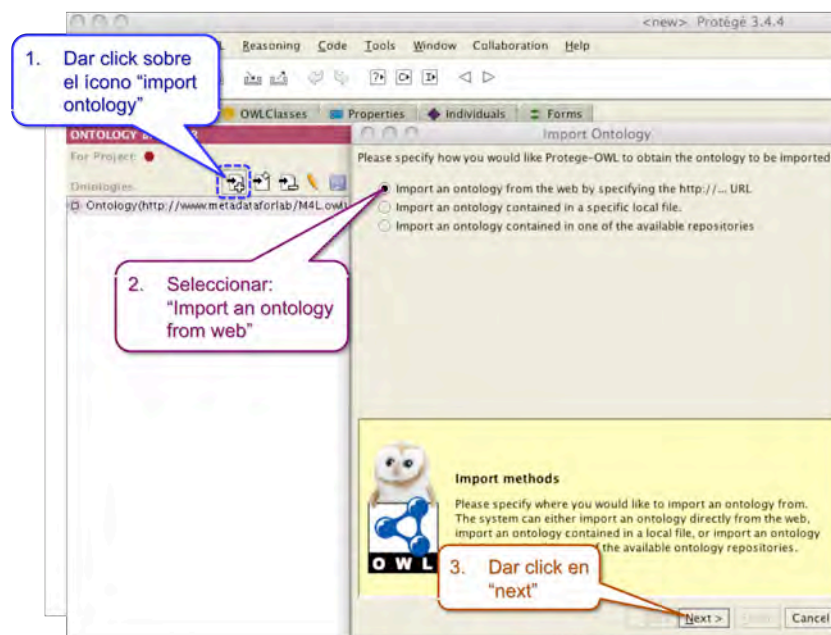 <new> Protégé 3.4.4
Reasoning Code Tools Window Collaboration Help
1. Dar click sobre
el ícono “import
ontology”
OWLClasses Properties Individuals Forms
ONTOLOGY
For Project:
Ontologies
Ontology(http://www.metadataforlab/M4L.owl)
Import Ontology
Please specify how you would like Protege-OWL to obtain the ontology to be imported
Import an ontology from the web by specifying the http://... URL
Import an ontology contained in a specific local file.
Import an ontology contained in one of the available repositories
2. Seleccionar:
“Import an ontology
from web”
Import methods
Please specify where you would like to import an ontology from.
The system can either import an ontology directly from the web,
import an ontology contained in a local file, or import an ontology
of the available ontology repositories.
OWL
3. Dar click en
“next”
Next > Cancel